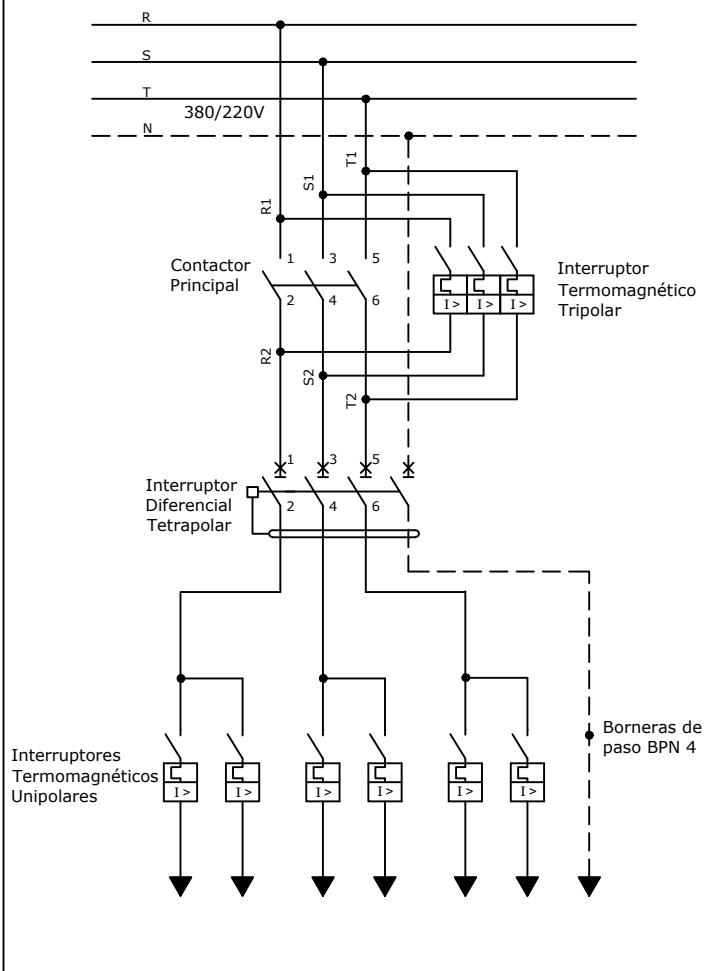 R
S
T
380/220V
N
T1
S1
R1
1
3
5
Contactor
Principal
Interruptor
Termomagnético
Tripolar
2
4
6
I >
I >
I >
R2
S2
T2
1
3
5
Interruptor
Diferencial
Tetrapolar
2
4
6
Borneras de
paso BPN 4
Interruptores
Termomagnéticos
Unipolares
I >
I >
I >
I >
I >
I >